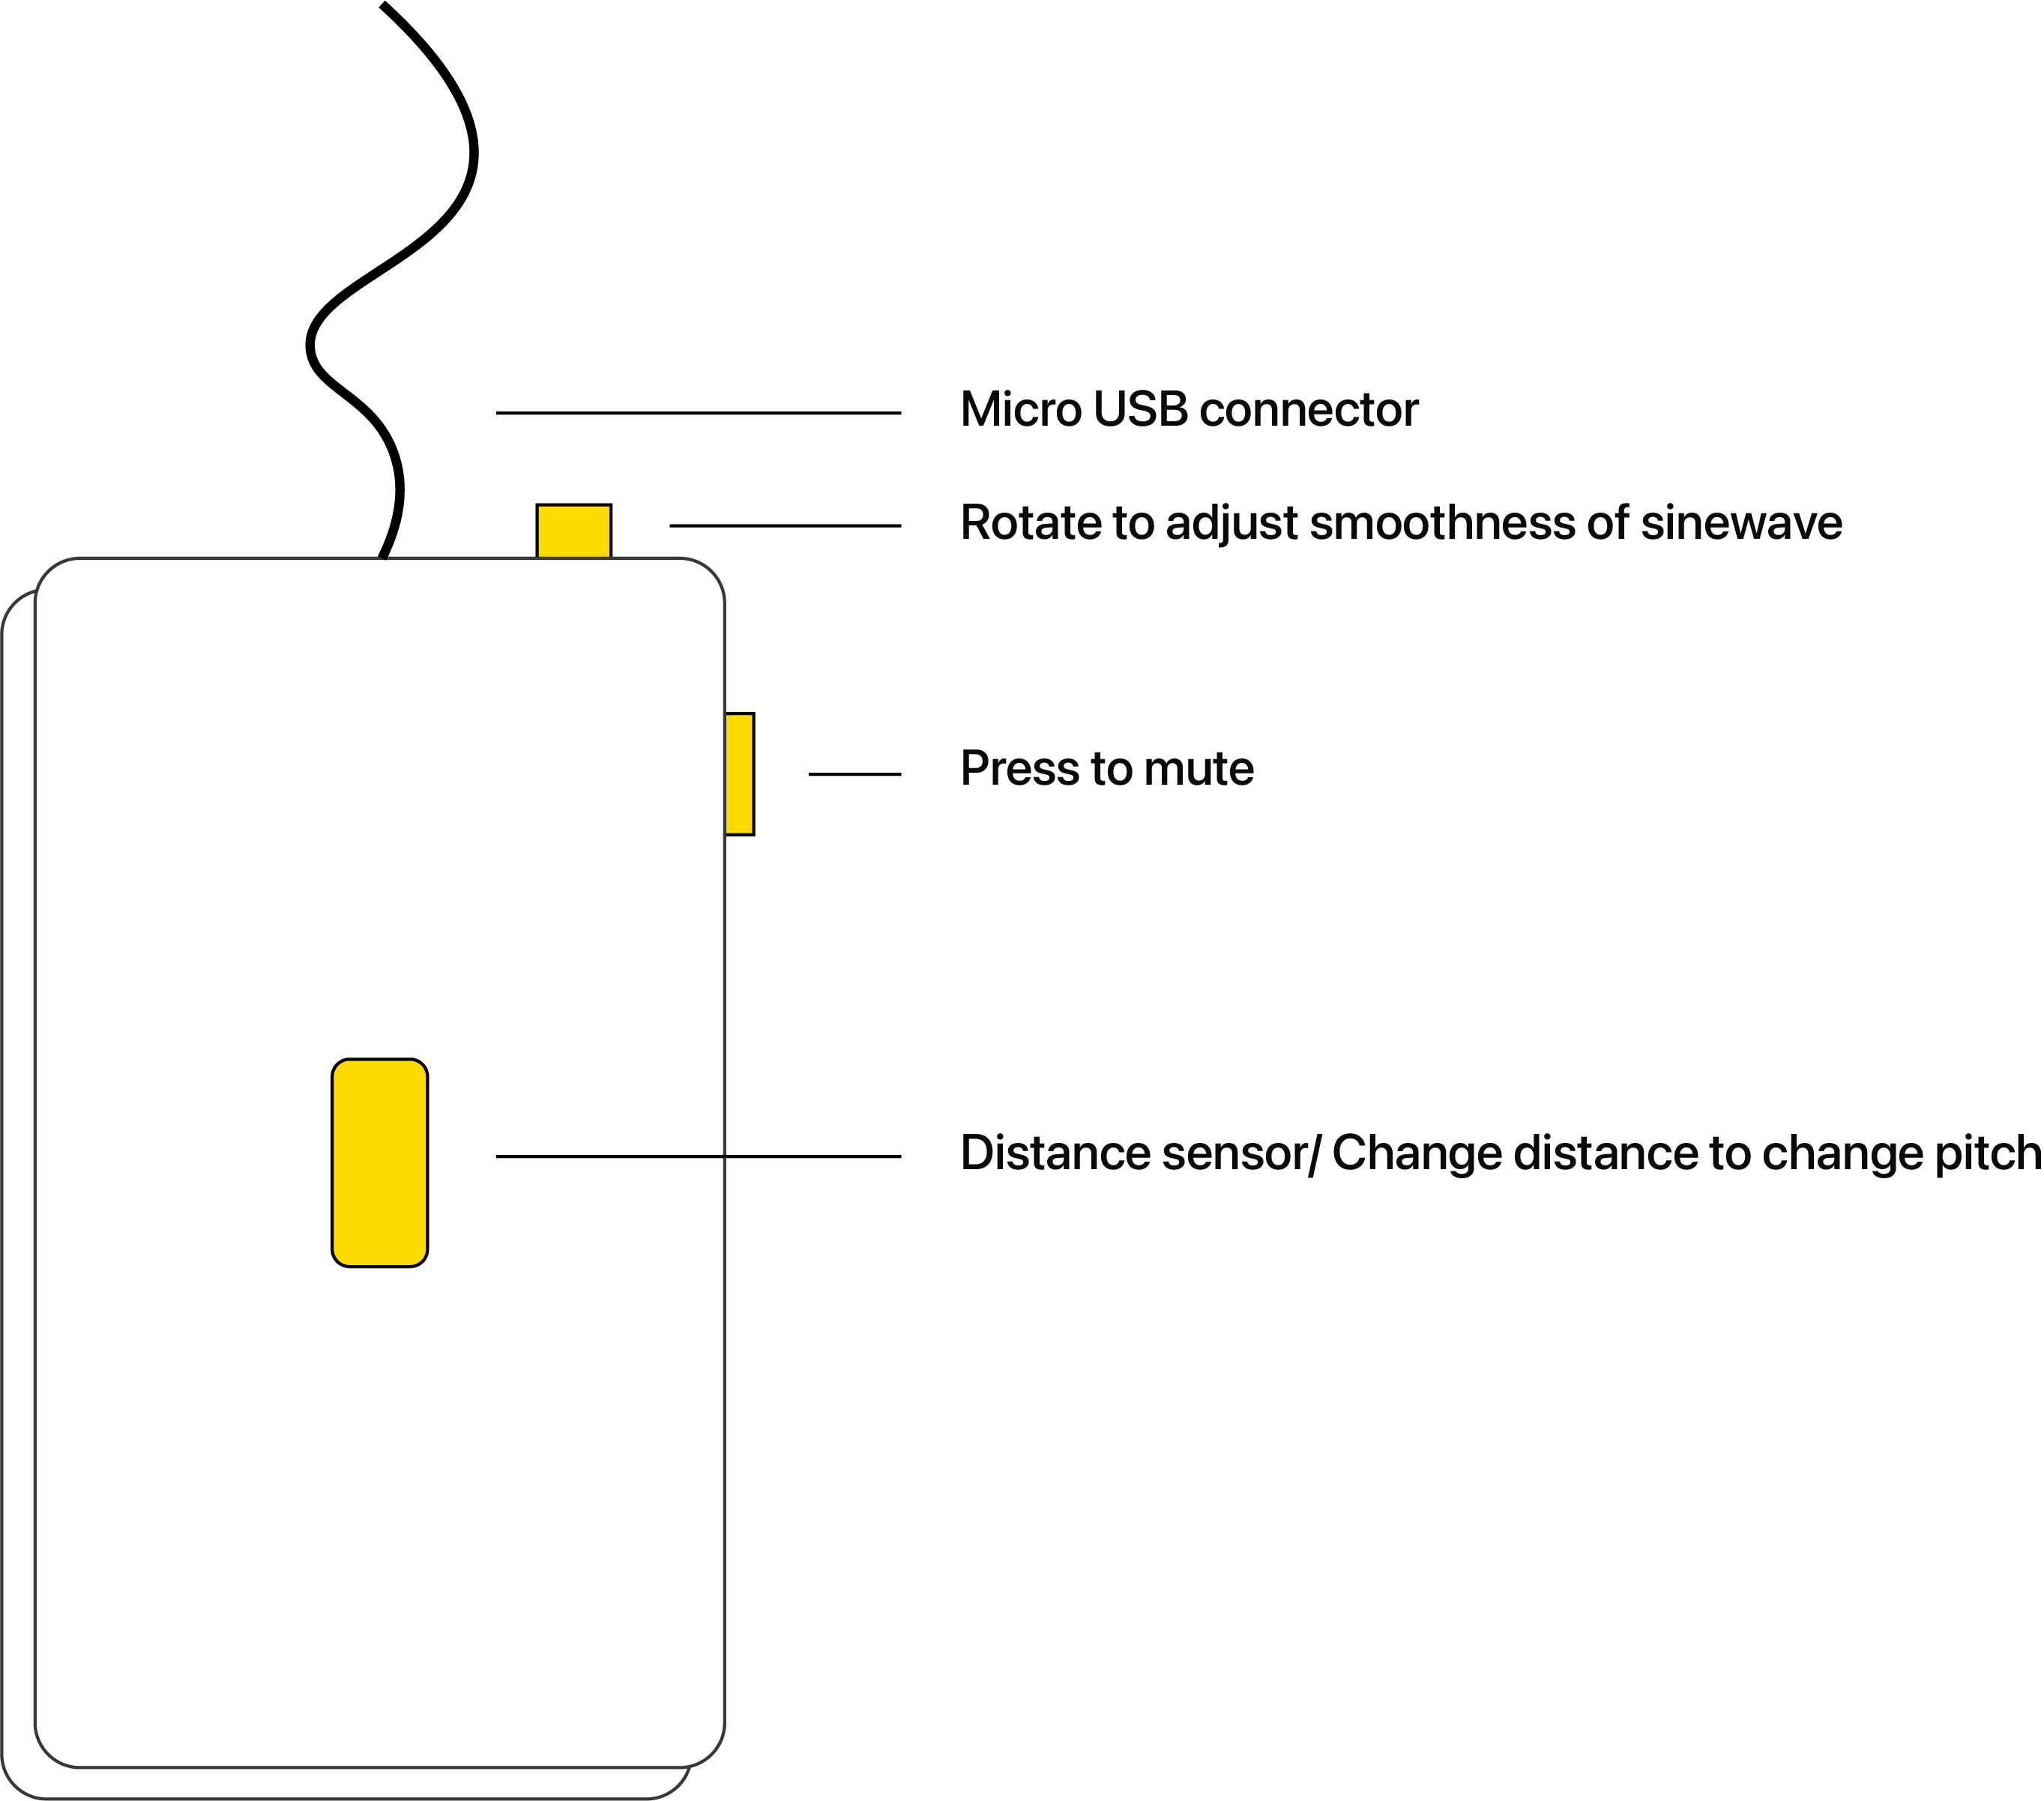 Micro USB connector
Rotate to adjust smoothness of sinewave
Press to mute
Distance sensor/ Change distance to change pitch